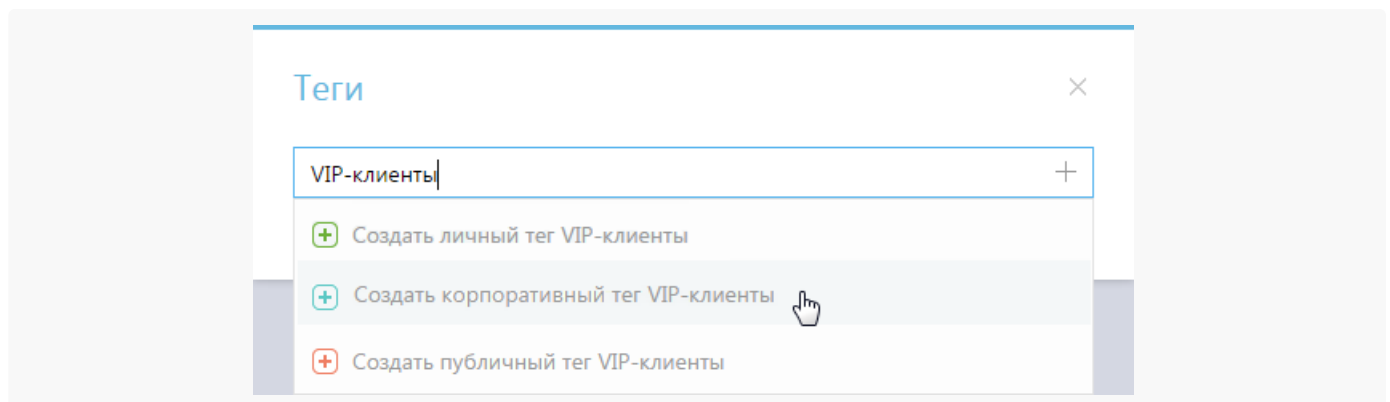 Теги
VIP-клиенты
Создать личный тег VIP-клиенты
Создать корпоративный тег VIP-клиенты
Создать публичный тег VIP-клиенты